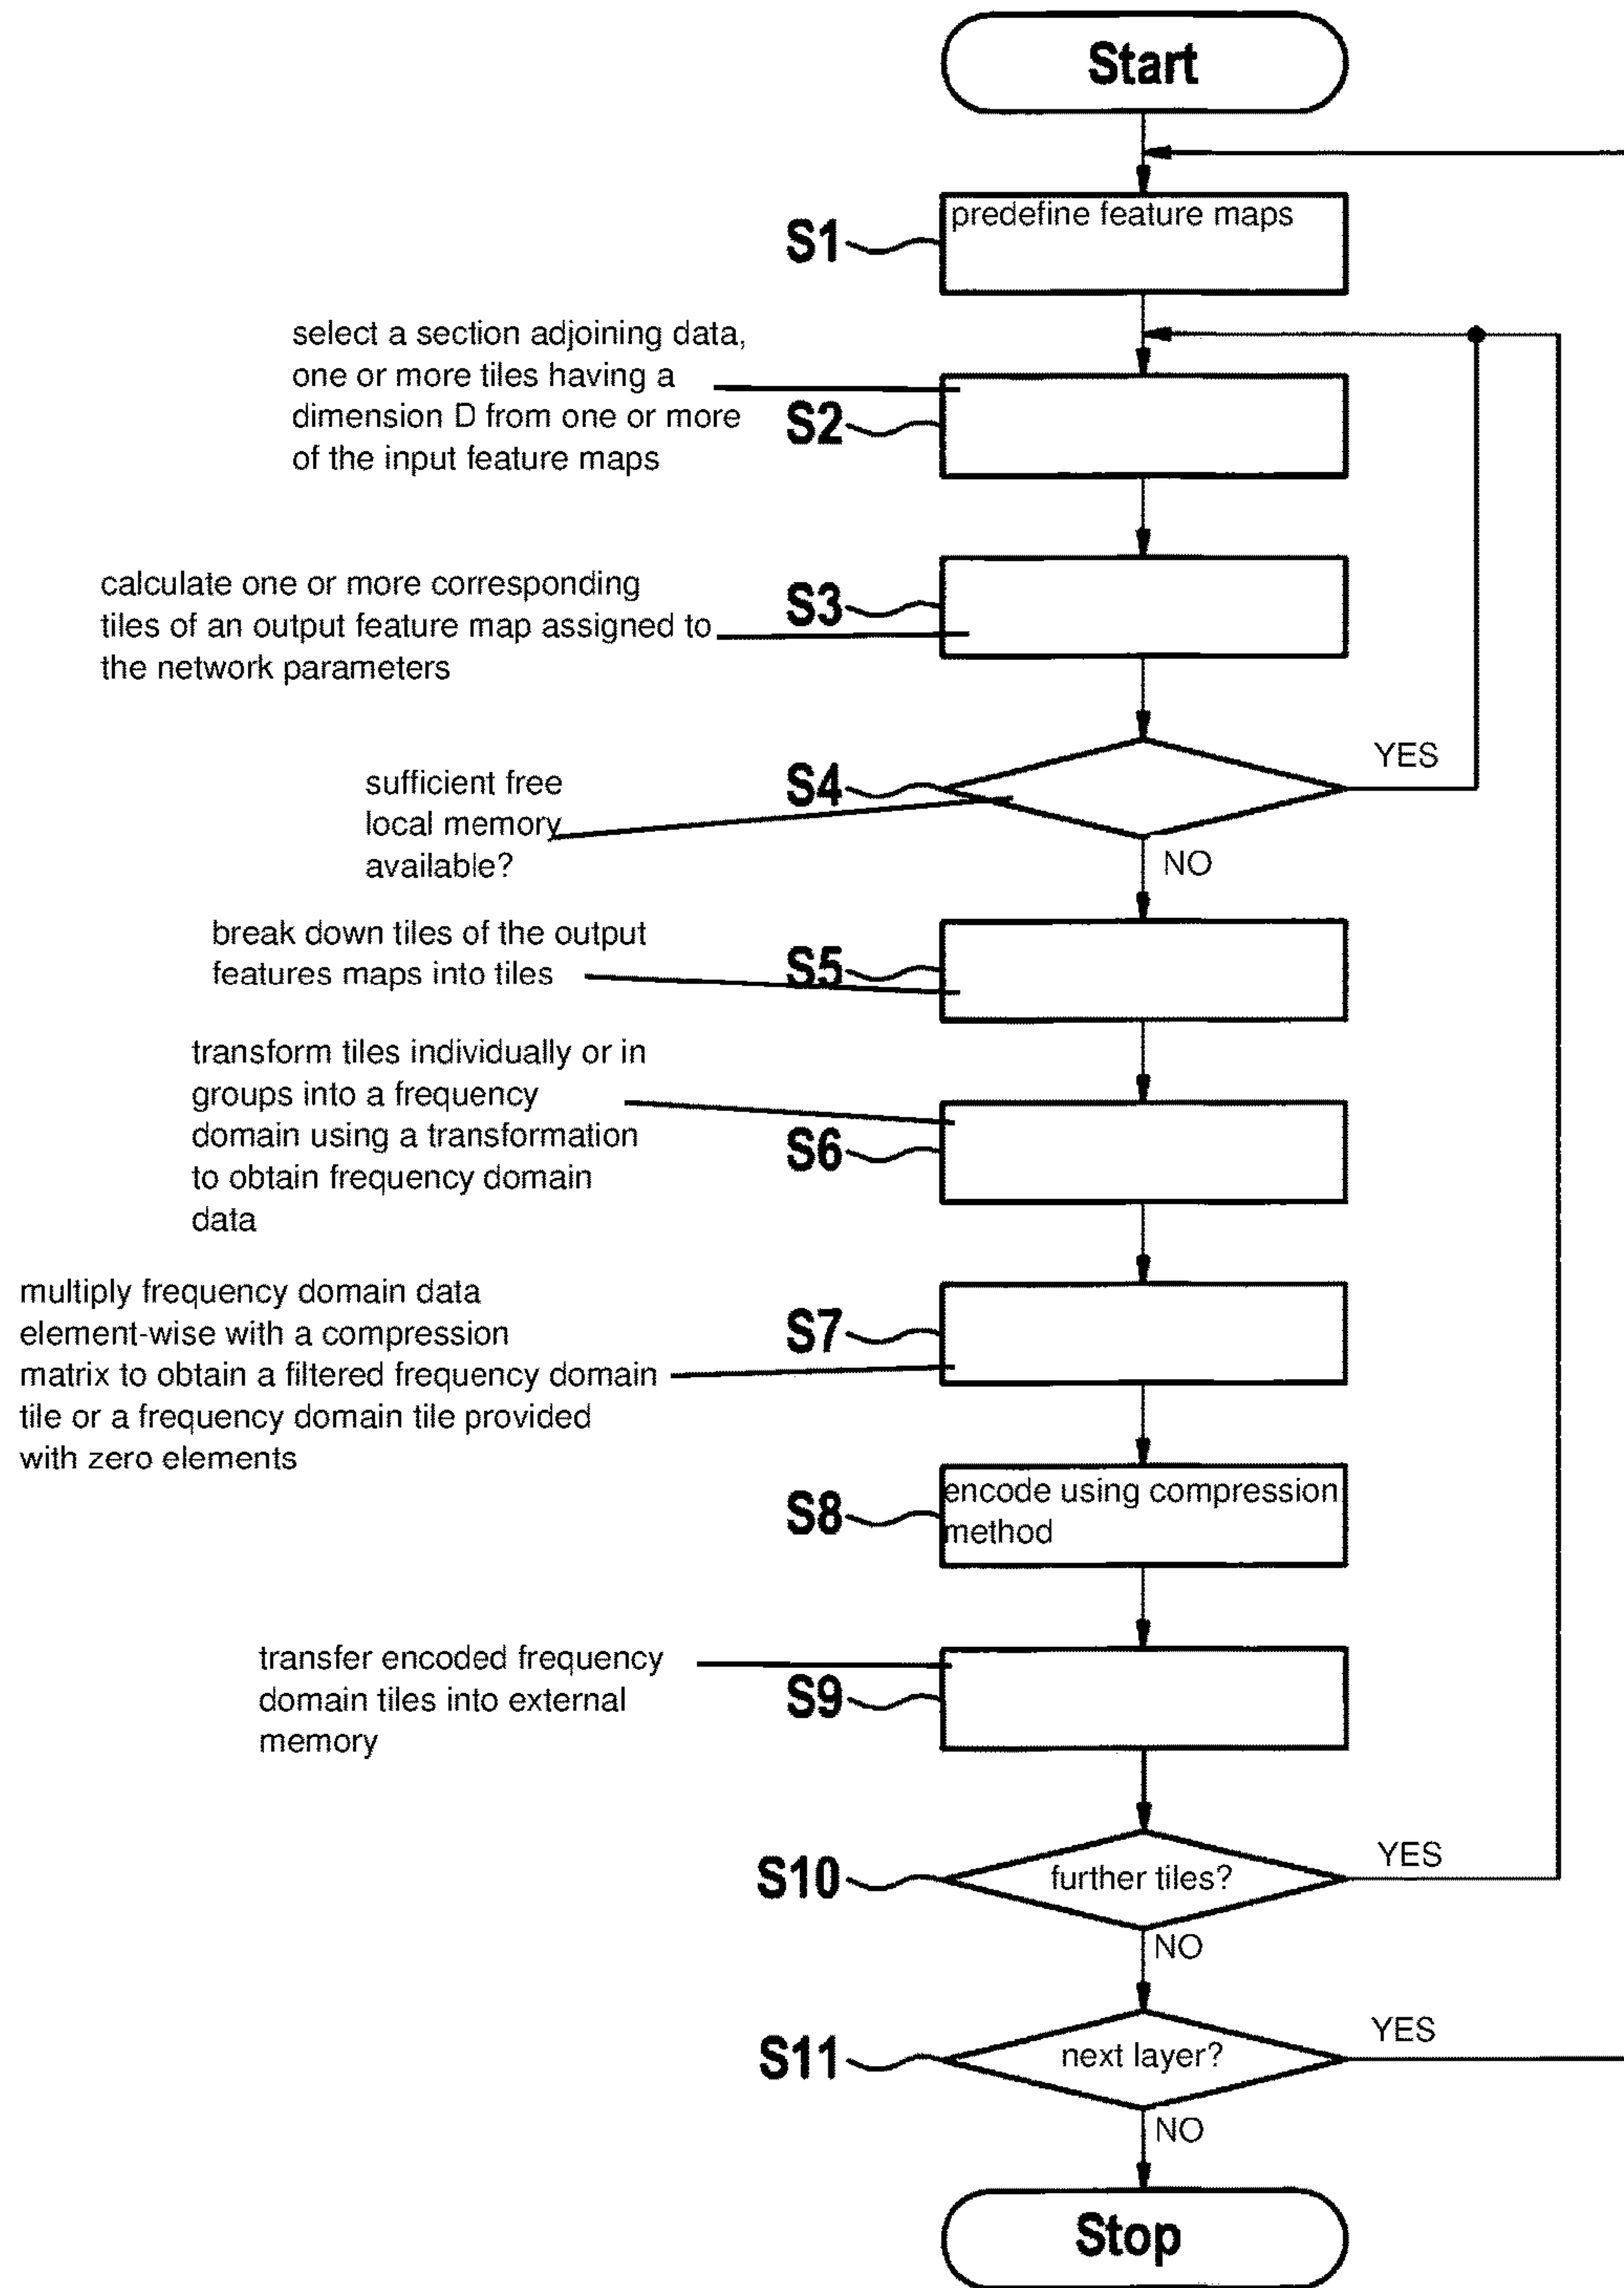 Start
predefine feature maps
S1
select a section adjoining data,
one or more tiles having a
dimension D from one or more
of the input feature maps
S2
calculate one or more corresponding
tiles of an output feature map assigned to
the network parameters
S3
sufficient free
local memory
available?
S4
YES
NO
break down tiles of the output
features maps into tiles
S5
transform tiles individually or in
groups into a frequency
domain using a transformation
to obtain frequency domain
data
S6
multiply frequency domain data
element-wise with a compression
matrix to obtain a filtered frequency domain
tile or a frequency domain tile provided
with zero elements
S7
encode using compression
method
S8
transfer encoded frequency
domain tiles into external
memory
S9
S10
further tiles?
YES
NO
S11
next layer?
YES
NO
Stop